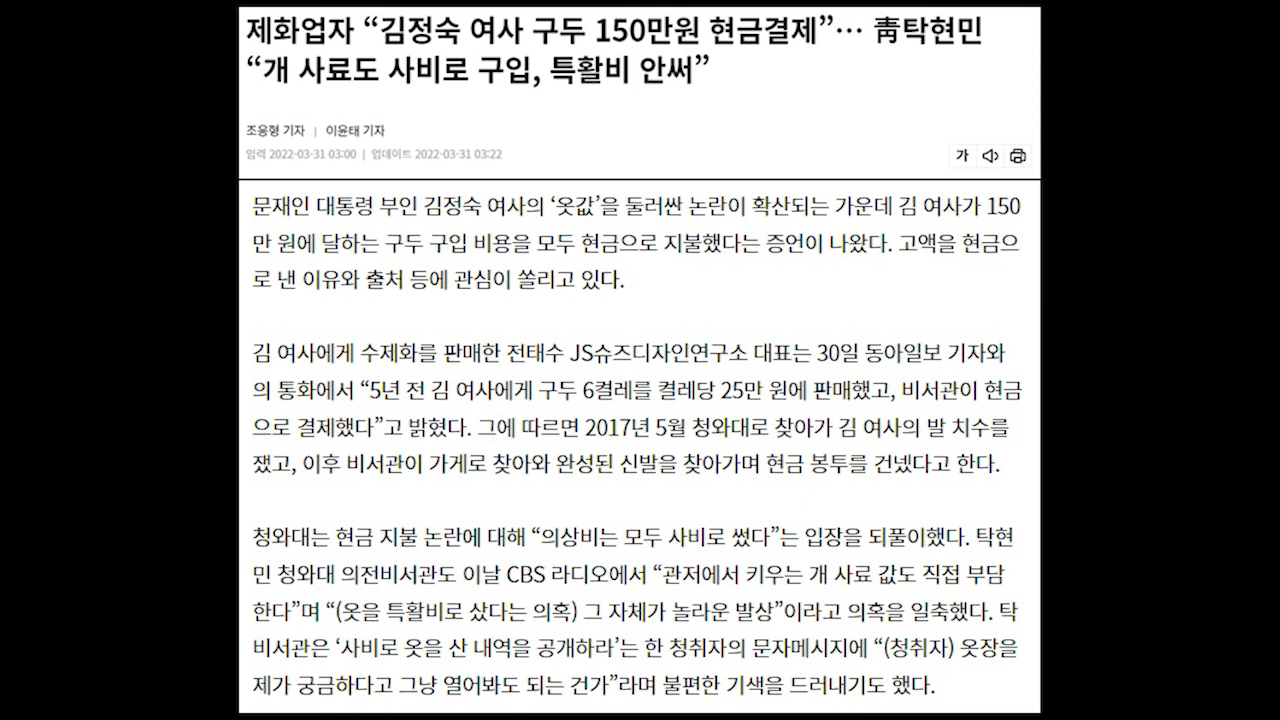 제화업자 “김정숙 여사 구두 150만원 현금결제”… 靑탁현민
“개 사료도 사비로 구입, 특활비 안써”
조응형 기자 | 이윤태 기자
입력 2022-03-31 03:00 | 업데이트 2022-03-31 03:22
가
문재인 대통령 부인 김정숙 여사의 ‘옷값’을 둘러싼 논란이 확산되는 가운데 김 여사가 150
만 원에 달하는 구두 구입 비용을 모두 현금으로 지불했다는 증언이 나왔다. 고액을 현금으
로 낸 이유와 출처 등에 관심이 쏠리고 있다.
김 여사에게 수제화를 판매한 전태수 JS슈즈디자인연구소 대표는 30일 동아일보 기자와
의 통화에서 “5년 전 김 여사에게 구두 6켤레를 켤레당 25만 원에 판매했고, 비서관이 현금
으로 결제했다”고 밝혔다. 그에 따르면 2017년 5월 청와대로 찾아가 김 여사의 발 치수를
쟀고, 이후 비서관이 가게로 찾아와 완성된 신발을 찾아가며 현금 봉투를 건넸다고 한다.
청와대는 현금 지불 논란에 대해 “의상비는 모두 사비로 썼다”는 입장을 되풀이했다. 탁현
민 청와대 의전비서관도 이날 CBS 라디오에서 “관저에서 키우는 개 사료 값도 직접 부담
한다”며 “(옷을 특활비로 샀다는 의혹) 그 자체가 놀라운 발상”이라고 의혹을 일축했다. 탁
비서관은 ‘사비로 옷을 산 내역을 공개하라’는 한 청취자의 문자메시지에 “(청취자) 옷장을
제가 궁금하다고 그냥 열어봐도 되는 건가”라며 불편한 기색을 드러내기도 했다.